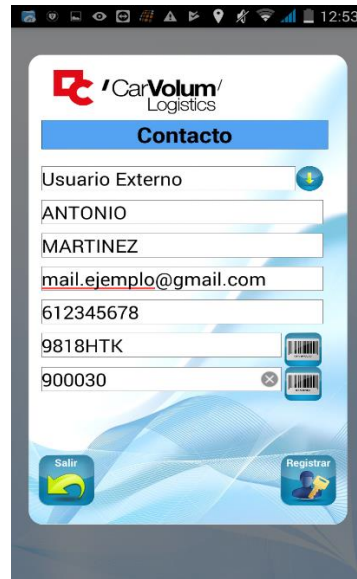 12:53
/CarVolum/
Logistics
Contacto
Usuario Externo
ANTONIO
MARTINEZ
mail.ejemplo@gmail.com
612345678
9818HTK
900030
Salir
Registrar